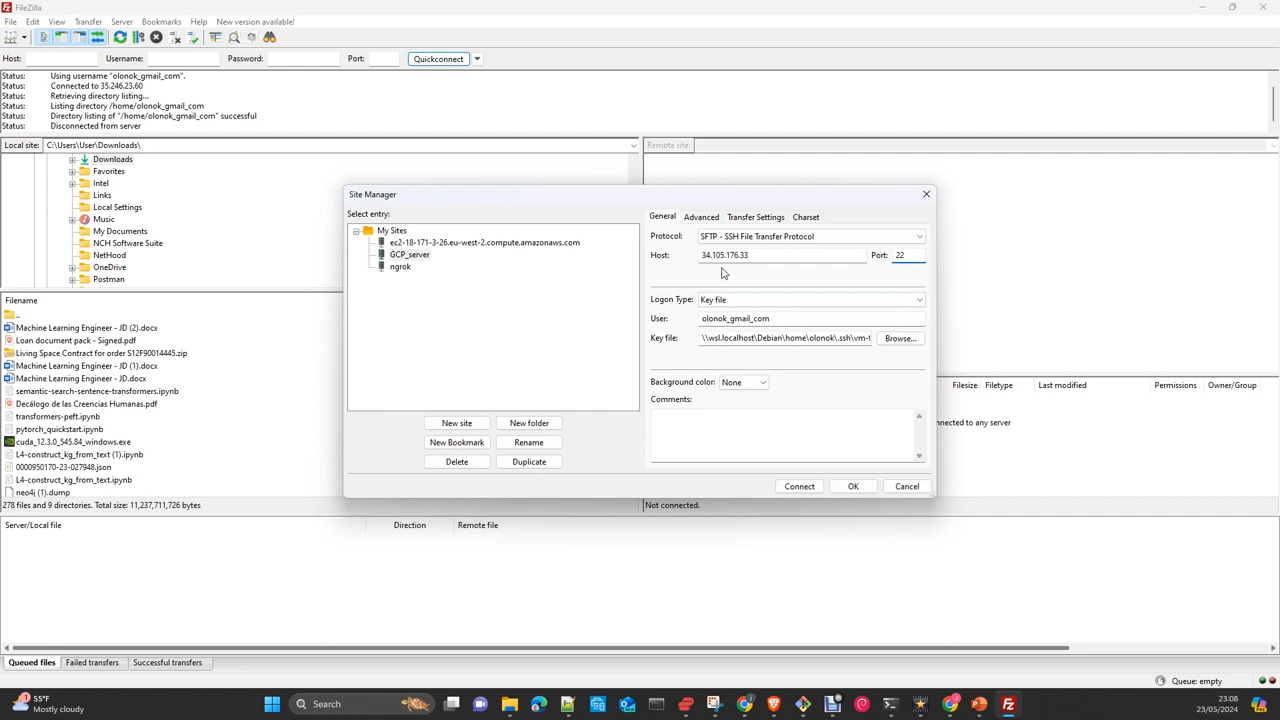 FileZilla
File Edit View Transfer Server Bookmarks Help New version available!
Host: Username: Password: Port: Quickconnect
Status: Using username "olonok_gmail_com".
Status: Connected to 35.246.23.60
Status: Retrieving directory listing...
Status: Listing directory /home/olonok_gmail_com
Status: Directory listing of "/home/olonok_gmail_com" successful
Status: Disconnected from server
Local site: C:\Users\User\Downloads\
Remote site:
Downloads
Favorites
Intel
Links
Local Settings
Music
My Documents
NCH Software Suite
NetHood
OneDrive
Postman
Filename
..
Machine Learning Engineer - JD (2).docx
Loan document pack - Signed.pdf
Living Space Contract for order S12F90014445.zip
Machine Learning Engineer - JD (1).docx
Machine Learning Engineer - JD.docx
semantic-search-sentence-transformers.ipynb
Decálogo de las Creencias Humanas.pdf
transformers-peft.ipynb
pytorch_quickstart.ipynb
cuda_12.3.0_545.84_windows.exe
L4-construct_kg_from_text (1).ipynb
0000950170-23-027948.json
L4-construct_kg_from_text.ipynb
neo4j (1).dump
278 files and 9 directories. Total size: 11,237,711,726 bytes
Site Manager
Select entry:
My Sites
ec2-18-171-3-26.eu-west-2.compute.amazonaws.com
GCP_server
ngrok
New site New folder
New Bookmark Rename
Delete Duplicate
General Advanced Transfer Settings Charset
Protocol: SFTP - SSH File Transfer Protocol
Host: 34.105.176.33 Port: 22
Logon Type: Key file
User: olonok_gmail_com
Key file: \\wsl.localhost\Debian\home\olonok\.ssh\vm-t Browse...
Background color: None
Comments:
Connect OK Cancel
Filesize Filetype Last modified Permissions Owner/Group
nnected to any server
Not connected.
Server/Local file Direction Remote file
Queued files Failed transfers Successful transfers
Queue: empty
55°F
Mostly cloudy
Search
23:08
23/05/2024